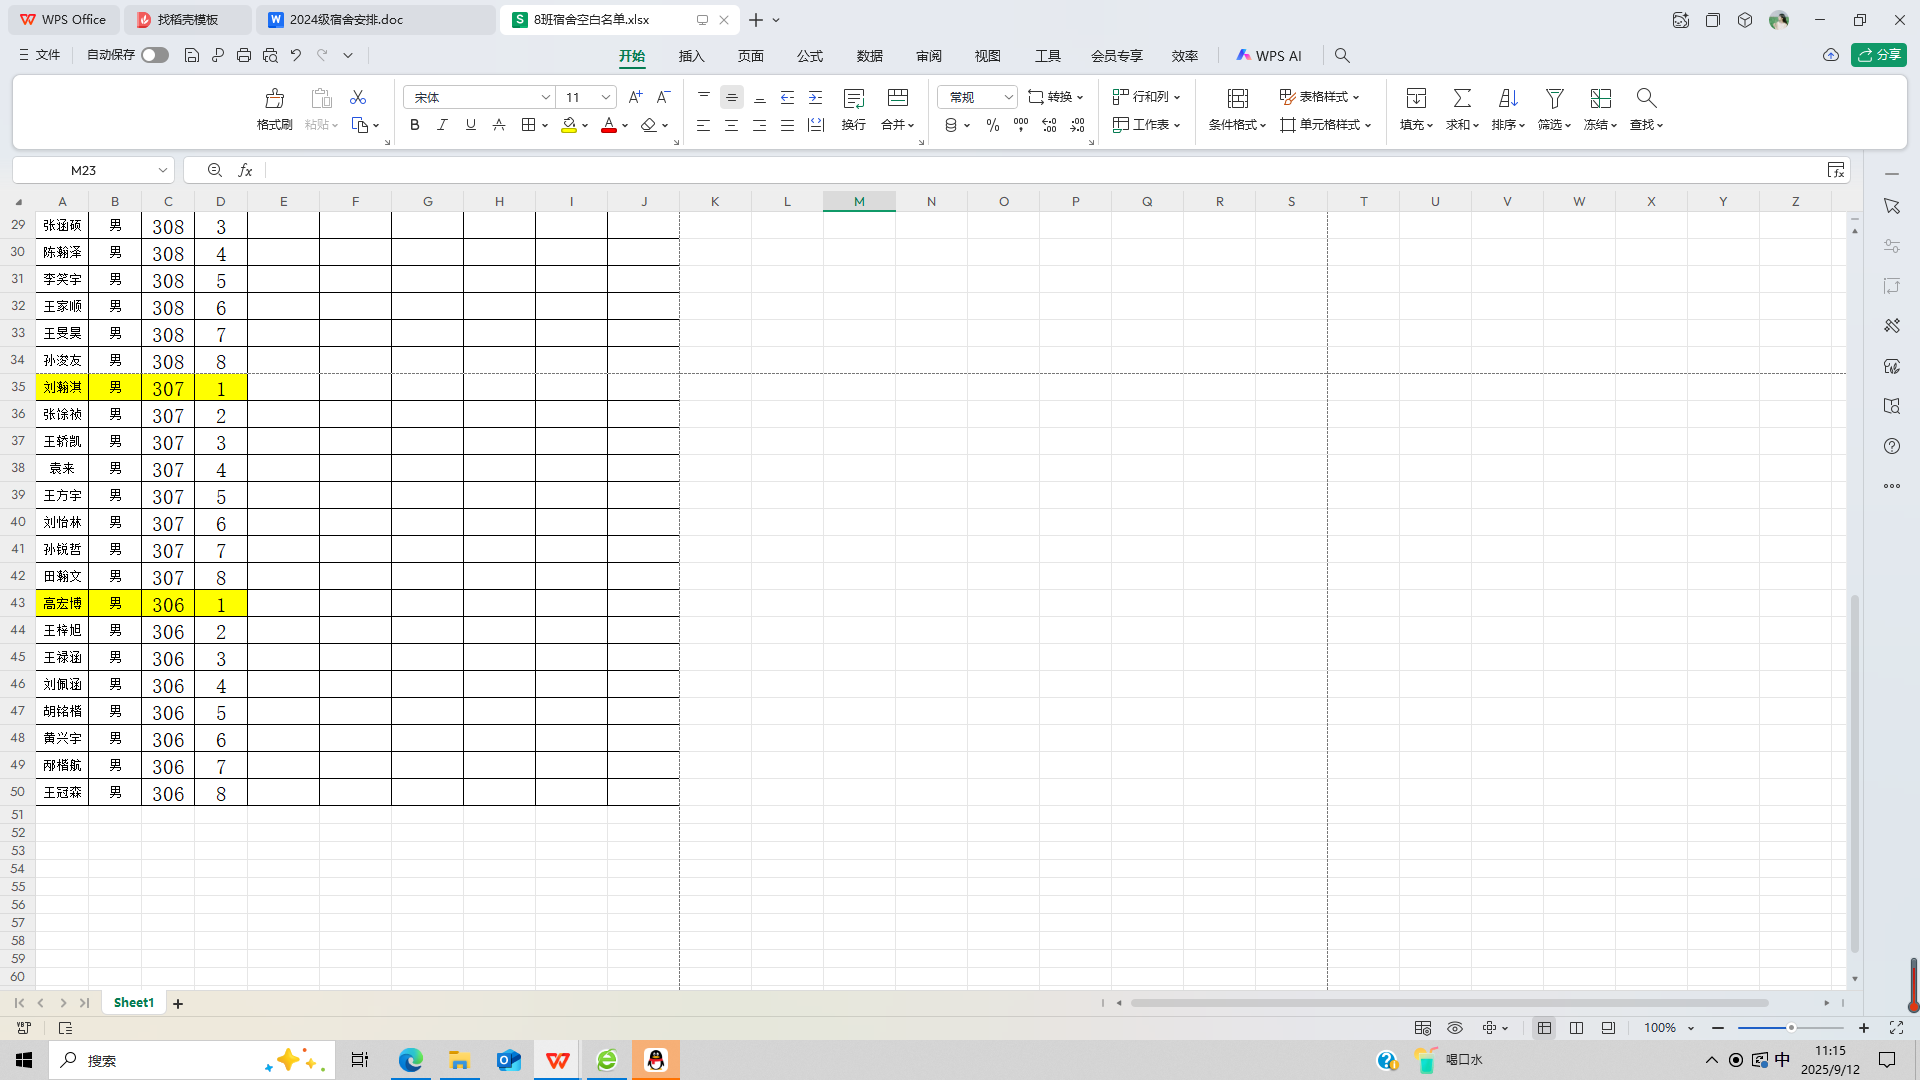 WPS Office 找稻壳模板 2024级宿舍安排.doc 8班宿舍空白名单.xlsx
文件 自动保存 开始 插入 页面 公式 数据 审阅 视图 工具 会员专享 效率 WPS AI 分享
宋体 11 常规 转换 行和列 表格样式
格式刷 粘贴 换行 合并 工作表 条件格式 单元格样式 填充 求和 排序 筛选 冻结 查找
M23
A B C D E F G H I J K L M N O P Q R S T U V W X Y Z
29 张涵硕 男 308 3
30 陈瀚泽 男 308 4
31 李笑宇 男 308 5
32 王家顺 男 308 6
33 王旻昊 男 308 7
34 孙浚友 男 308 8
35 刘瀚淇 男 307 1
36 张馀祯 男 307 2
37 王轿凯 男 307 3
38 袁来 男 307 4
39 王方宇 男 307 5
40 刘怡林 男 307 6
41 孙锐哲 男 307 7
42 田瀚文 男 307 8
43 高宏博 男 306 1
44 王梓旭 男 306 2
45 王禄涵 男 306 3
46 刘佩涵 男 306 4
47 胡铭楷 男 306 5
48 黄兴宇 男 306 6
49 邴楷航 男 306 7
50 王冠森 男 306 8
51
52
53
54
55
56
57
58
59
60
Sheet1
100%
搜索 喝口水 中 11:15
2025/9/12